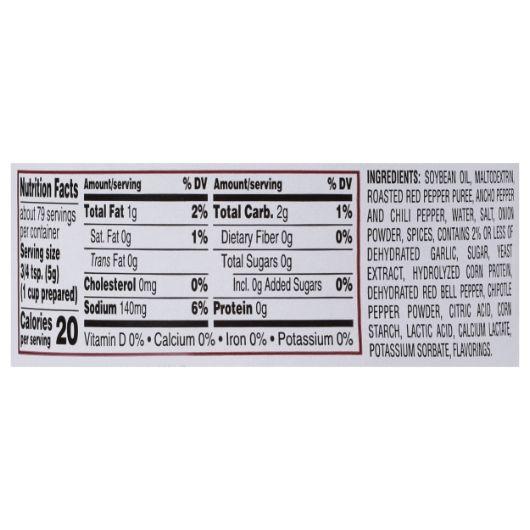 Nutrition Facts
about 79 servings
per container
Serving size
3/4 tsp. (5g)
(1 cup prepared)
Calories 20
per serving
Amount/serving % DV
Total Fat 1g 2%
Sat. Fat 0g 1%
Trans Fat 0g
Cholesterol 0mg 0%
Sodium 140mg 6%
Amount/serving % DV
Total Carb. 2g 1%
Dietary Fiber 0g 0%
Total Sugars 0g
Incl. 0g Added Sugars 0%
Protein 0g
Vitamin D 0% • Calcium 0% • Iron 0% • Potassium 0%
INGREDIENTS: SOYBEAN OIL, MALTODEXTRIN,
ROASTED RED PEPPER PUREE, ANCHO PEPPER
AND CHILI PEPPER, WATER, SALT, ONION
POWDER, SPICES, CONTAINS 2% OR LESS OF
DEHYDRATED GARLIC, SUGAR, YEAST
EXTRACT, HYDROLYZED CORN PROTEIN,
DEHYDRATED RED BELL PEPPER, CHIPOTLE
PEPPER POWDER, CITRIC ACID, CORN
STARCH, LACTIC ACID, CALCIUM LACTATE,
POTASSIUM SORBATE, FLAVORINGS.